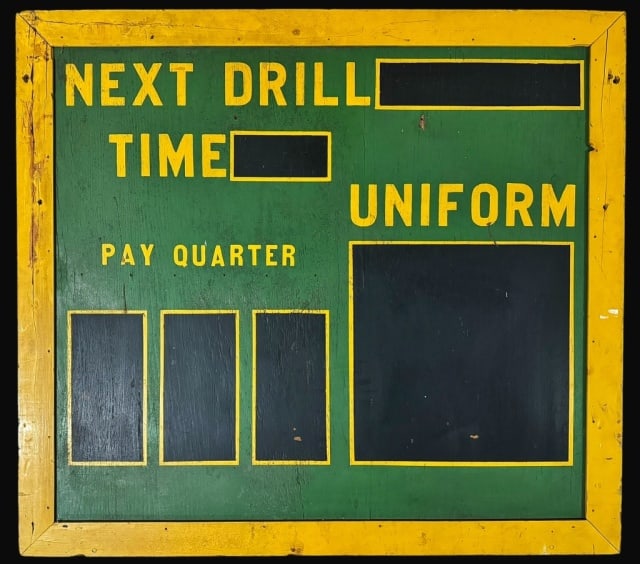 NEXT DRILL
TIME
UNIFORM
PAY QUARTER